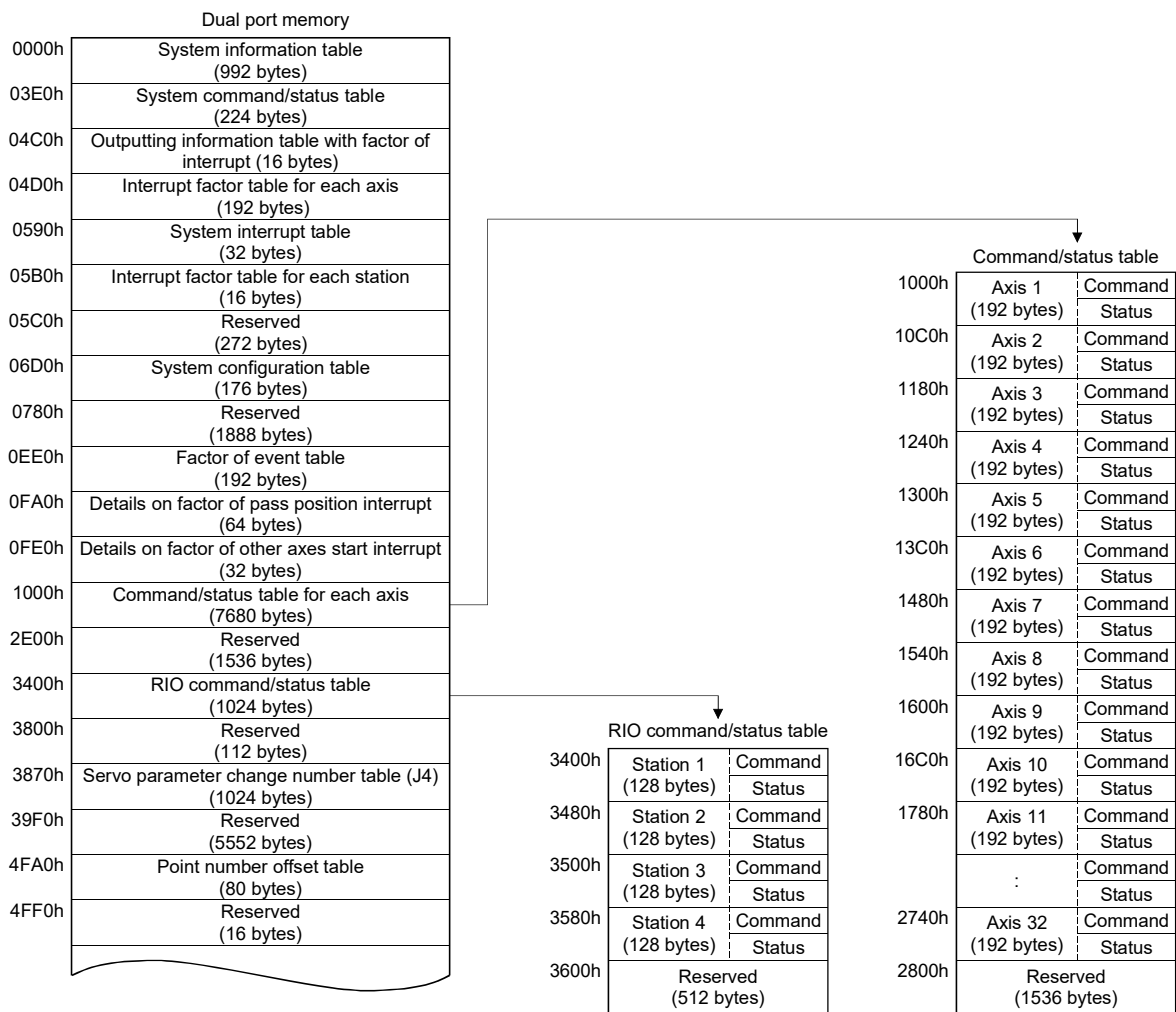 Dual port memory
0000h
System information table
(992 bytes)
03E0h
System command/status table
(224 bytes)
04C0h
Outputting information table with factor of
interrupt (16 bytes)
04D0h
Interrupt factor table for each axis
(192 bytes)
0590h
System interrupt table
(32 bytes)
05B0h
Interrupt factor table for each station
(16 bytes)
05C0h
Reserved
(272 bytes)
06D0h
System configuration table
(176 bytes)
0780h
Reserved
(1888 bytes)
0EE0h
Factor of event table
(192 bytes)
0FA0h
Details on factor of pass position interrupt
(64 bytes)
0FE0h
Details on factor of other axes start interrupt
(32 bytes)
1000h
Command/status table for each axis
(7680 bytes)
2E00h
Reserved
(1536 bytes)
3400h
RIO command/status table
(1024 bytes)
3800h
Reserved
(112 bytes)
3870h
Servo parameter change number table (J4)
(1024 bytes)
39F0h
Reserved
(5552 bytes)
4FA0h
Point number offset table
(80 bytes)
4FF0h
Reserved
(16 bytes)
RIO command/status table
3400h
Station 1
(128 bytes)
Command
Status
3480h
Station 2
(128 bytes)
Command
Status
3500h
Station 3
(128 bytes)
Command
Status
3580h
Station 4
(128 bytes)
Command
Status
3600h
Reserved
(512 bytes)
Command/status table
1000h
Axis 1
(192 bytes)
Command
Status
10C0h
Axis 2
(192 bytes)
Command
Status
1180h
Axis 3
(192 bytes)
Command
Status
1240h
Axis 4
(192 bytes)
Command
Status
1300h
Axis 5
(192 bytes)
Command
Status
13C0h
Axis 6
(192 bytes)
Command
Status
1480h
Axis 7
(192 bytes)
Command
Status
1540h
Axis 8
(192 bytes)
Command
Status
1600h
Axis 9
(192 bytes)
Command
Status
16C0h
Axis 10
(192 bytes)
Command
Status
1780h
Axis 11
(192 bytes)
Command
Status
:
Command
Status
2740h
Axis 32
(192 bytes)
Command
Status
2800h
Reserved
(1536 bytes)